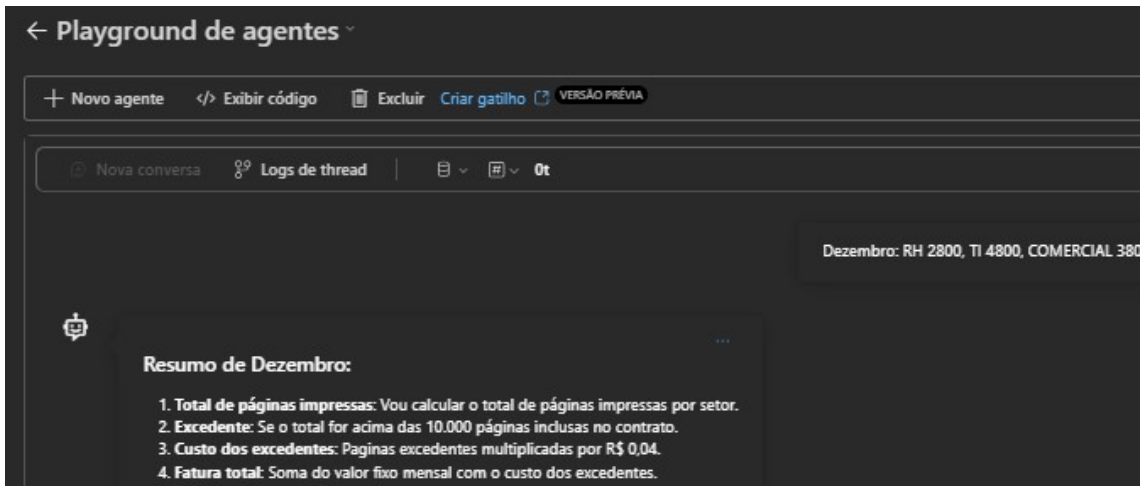 ← Playground de agentes
+ Novo agente </> Exibir código Excluir Criar gatilho VERSÃO PRÉVIA
Nova conversa Logs de thread | # 0t
Dezembro: RH 2800, TI 4800, COMERCIAL 380
...
Resumo de Dezembro:
1. Total de páginas impressas: Vou calcular o total de páginas impressas por setor.
2. Excedente: Se o total for acima das 10.000 páginas inclusas no contrato.
3. Custo dos excedentes: Paginas excedentes multiplicadas por R$ 0,04.
4. Fatura total: Soma do valor fixo mensal com o custo dos excedentes.